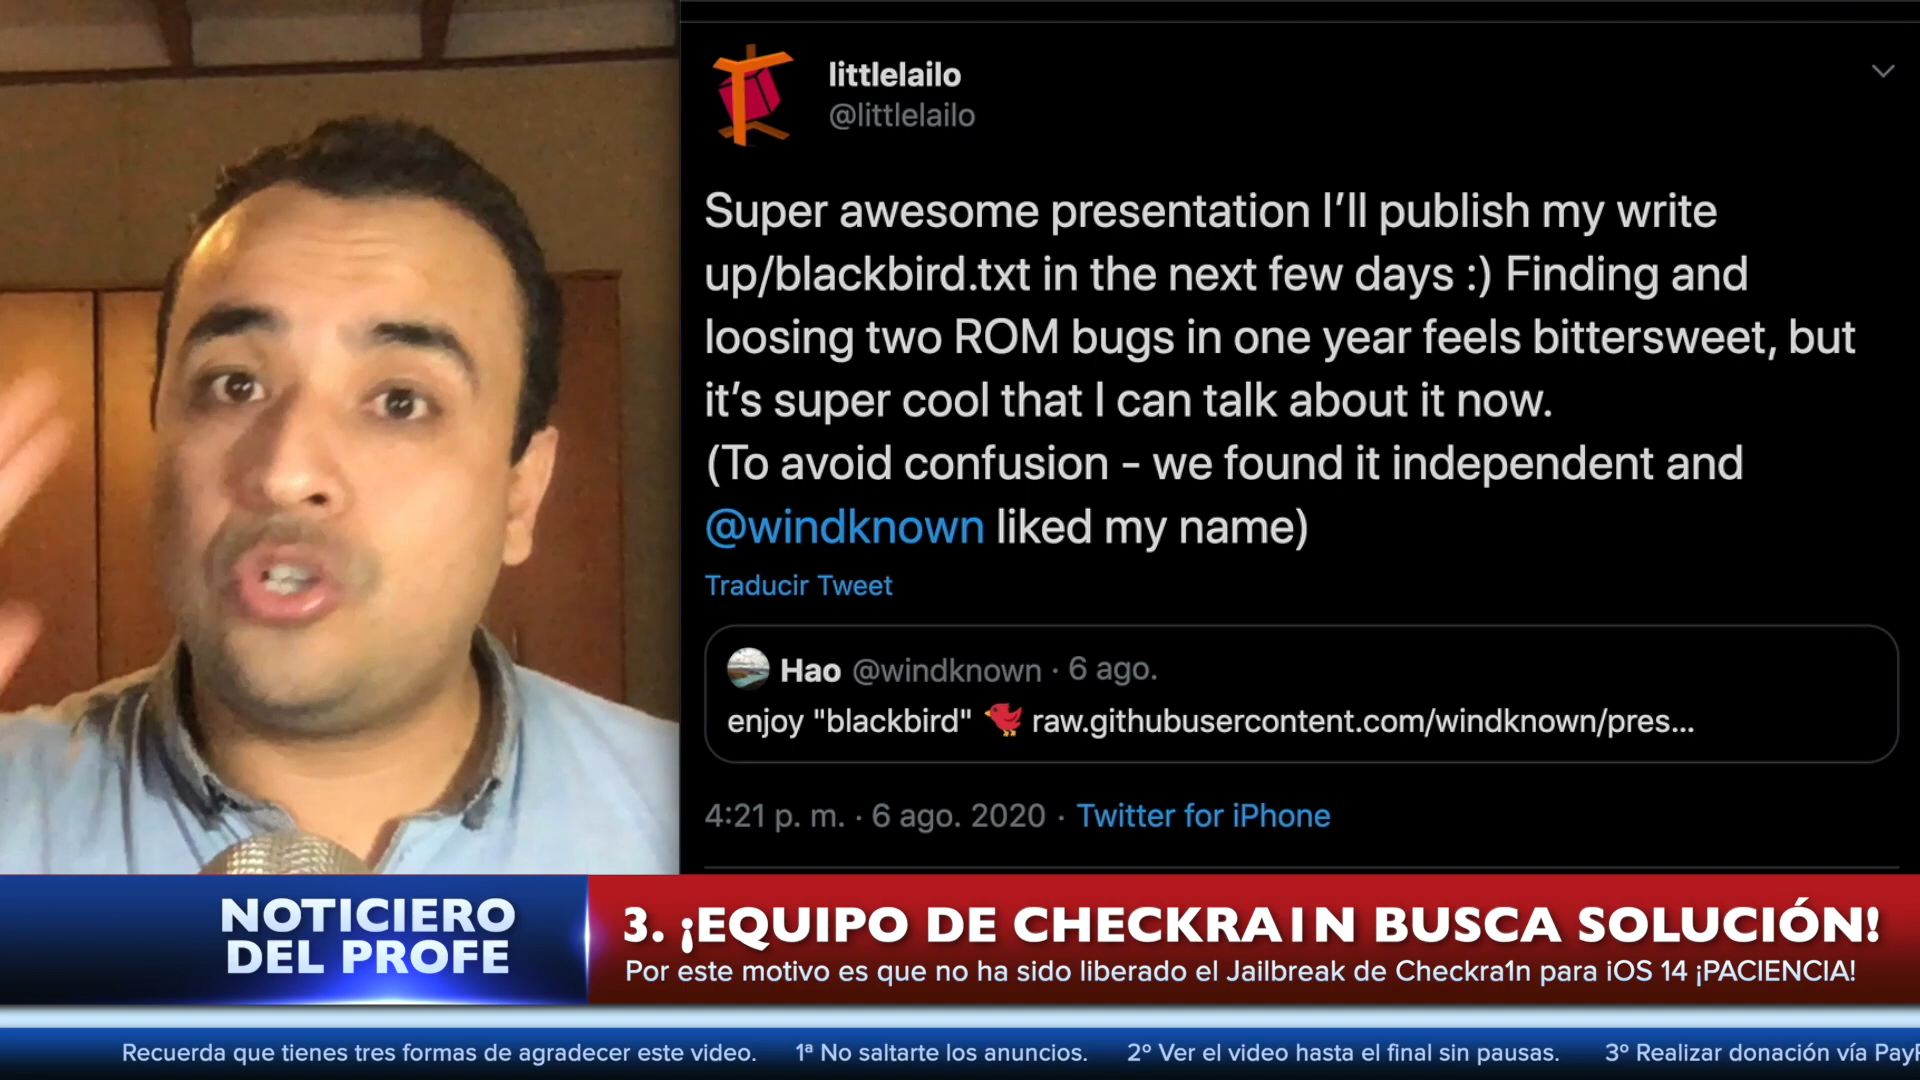 littlelailo
@littlelailo
Super awesome presentation I'll publish my write
up/blackbird.txt in the next few days :) Finding and
loosing two ROM bugs in one year feels bittersweet, but
it's super cool that I can talk about it now.
(To avoid confusion - we found it independent and
@windknown liked my name)
Traducir Tweet
Hao @windknown · 6 ago.
enjoy "blackbird" raw.githubusercontent.com/windknown/pres...
4:21 p. m. · 6 ago. 2020 · Twitter for iPhone
NOTICIERO
DEL PROFE
3. ¡EQUIPO DE CHECKRA1N BUSCA SOLUCIÓN!
Por este motivo es que no ha sido liberado el Jailbreak de Checkra1n para iOS 14 ¡PACIENCIA!
Recuerda que tienes tres formas de agradecer este video. 1ª No saltarte los anuncios. 2º Ver el video hasta el final sin pausas. 3º Realizar donación vía PayP